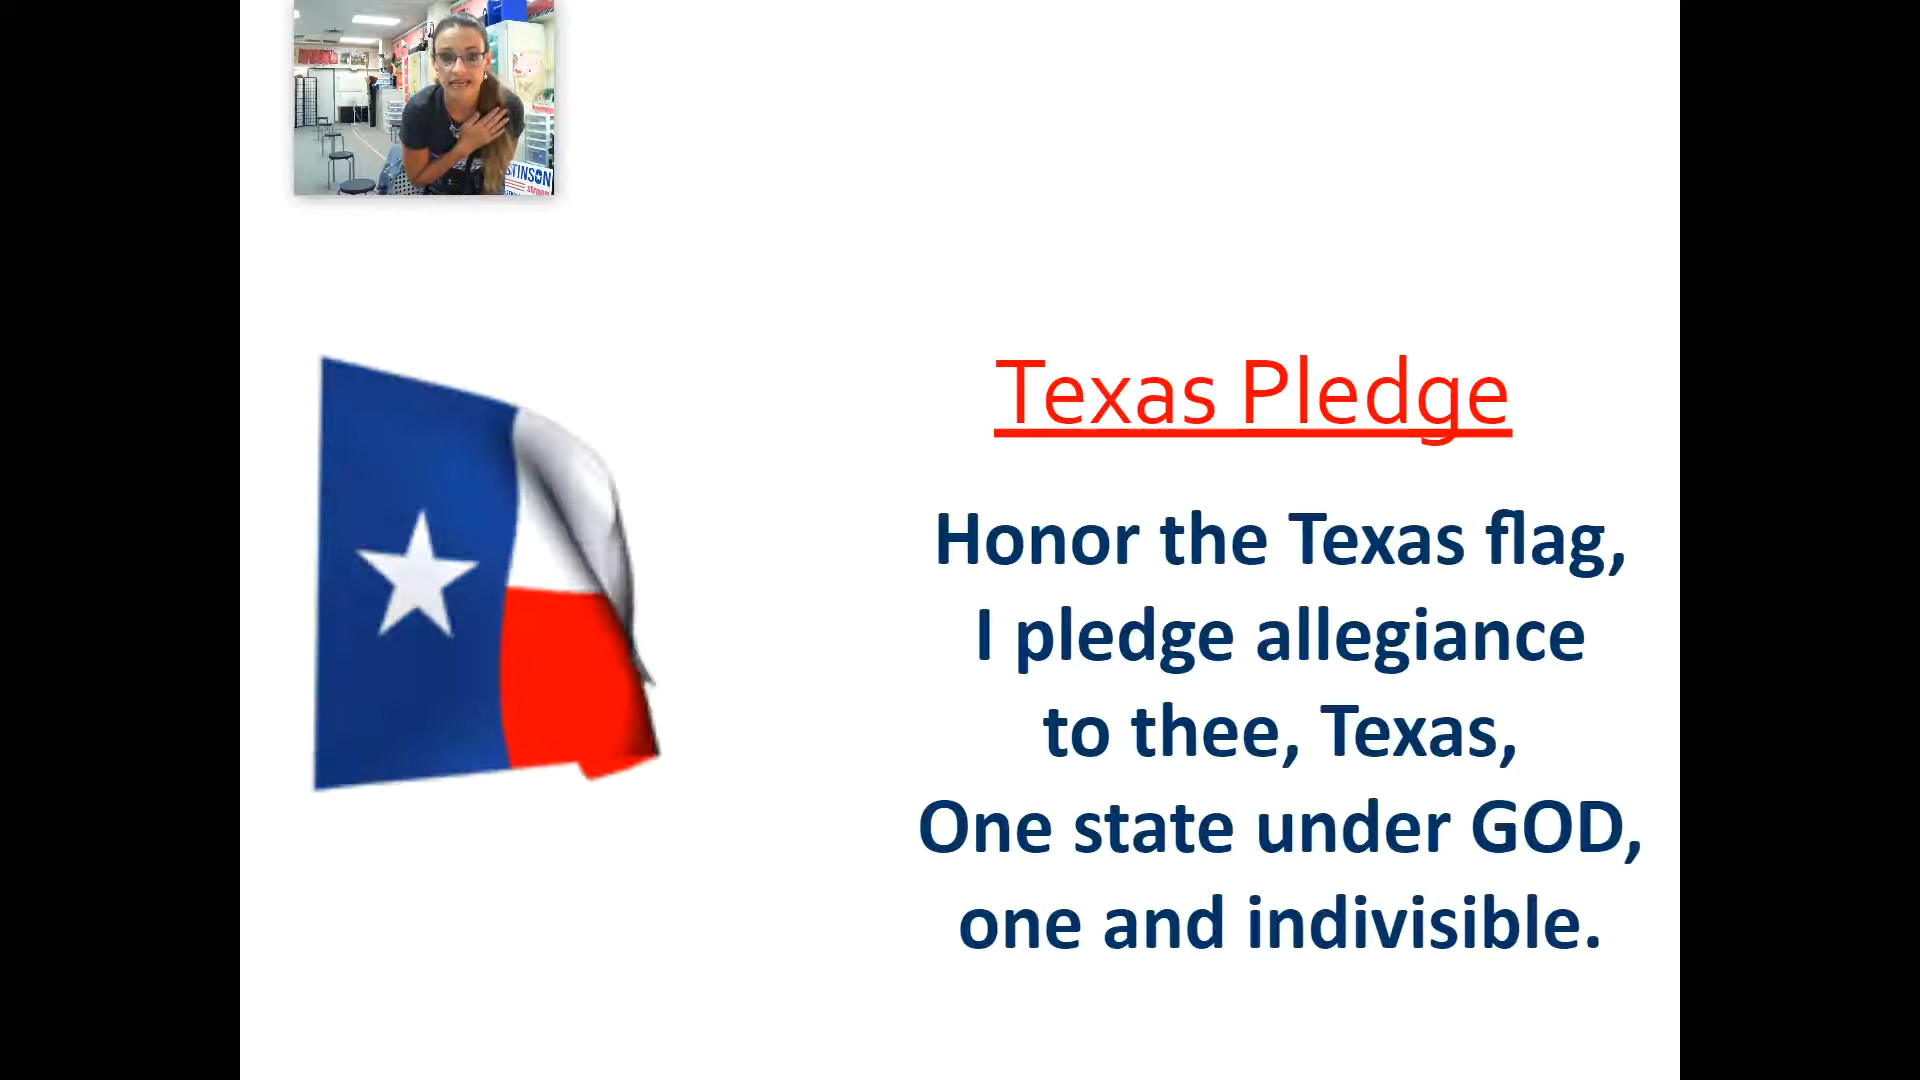 STINSON
strong
Texas Pledge
Honor the Texas flag,
I pledge allegiance
to thee, Texas,
One state under GOD,
one and indivisible.